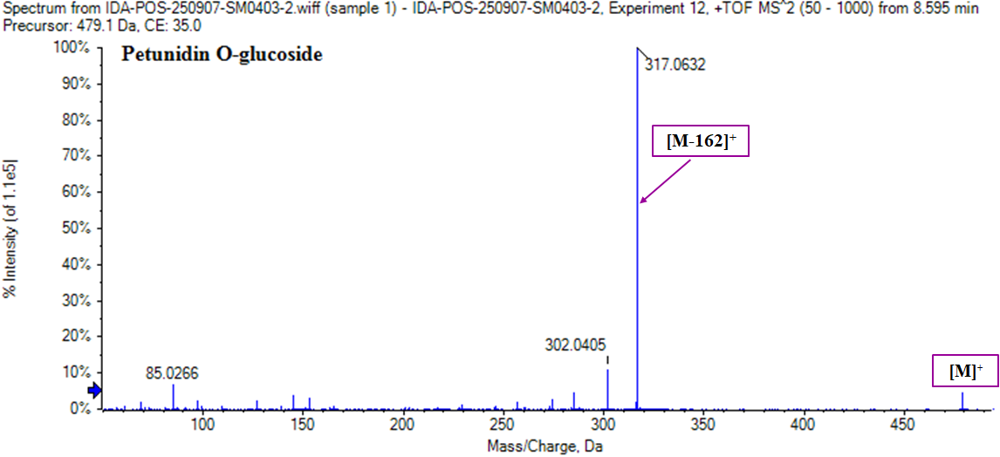 Spectrum from IDA-POS-250907-SM0403-2.wiff (sample 1) - IDA-POS-250907-SM0403-2, Experiment 12, +TOF MS^2 (50 - 1000) from 8.595 min
Precursor: 479.1 Da, CE: 35.0
100%
Petunidin O-glucoside
317.0632
90%
80%
[M-162]+
70%
60%
50%
40%
30%
20%
302.0405
10%
85.0266
[M]+
0%
% Intensity (of 1.1e5)
100 150 200 250 300 350 400 450
Mass/Charge, Da